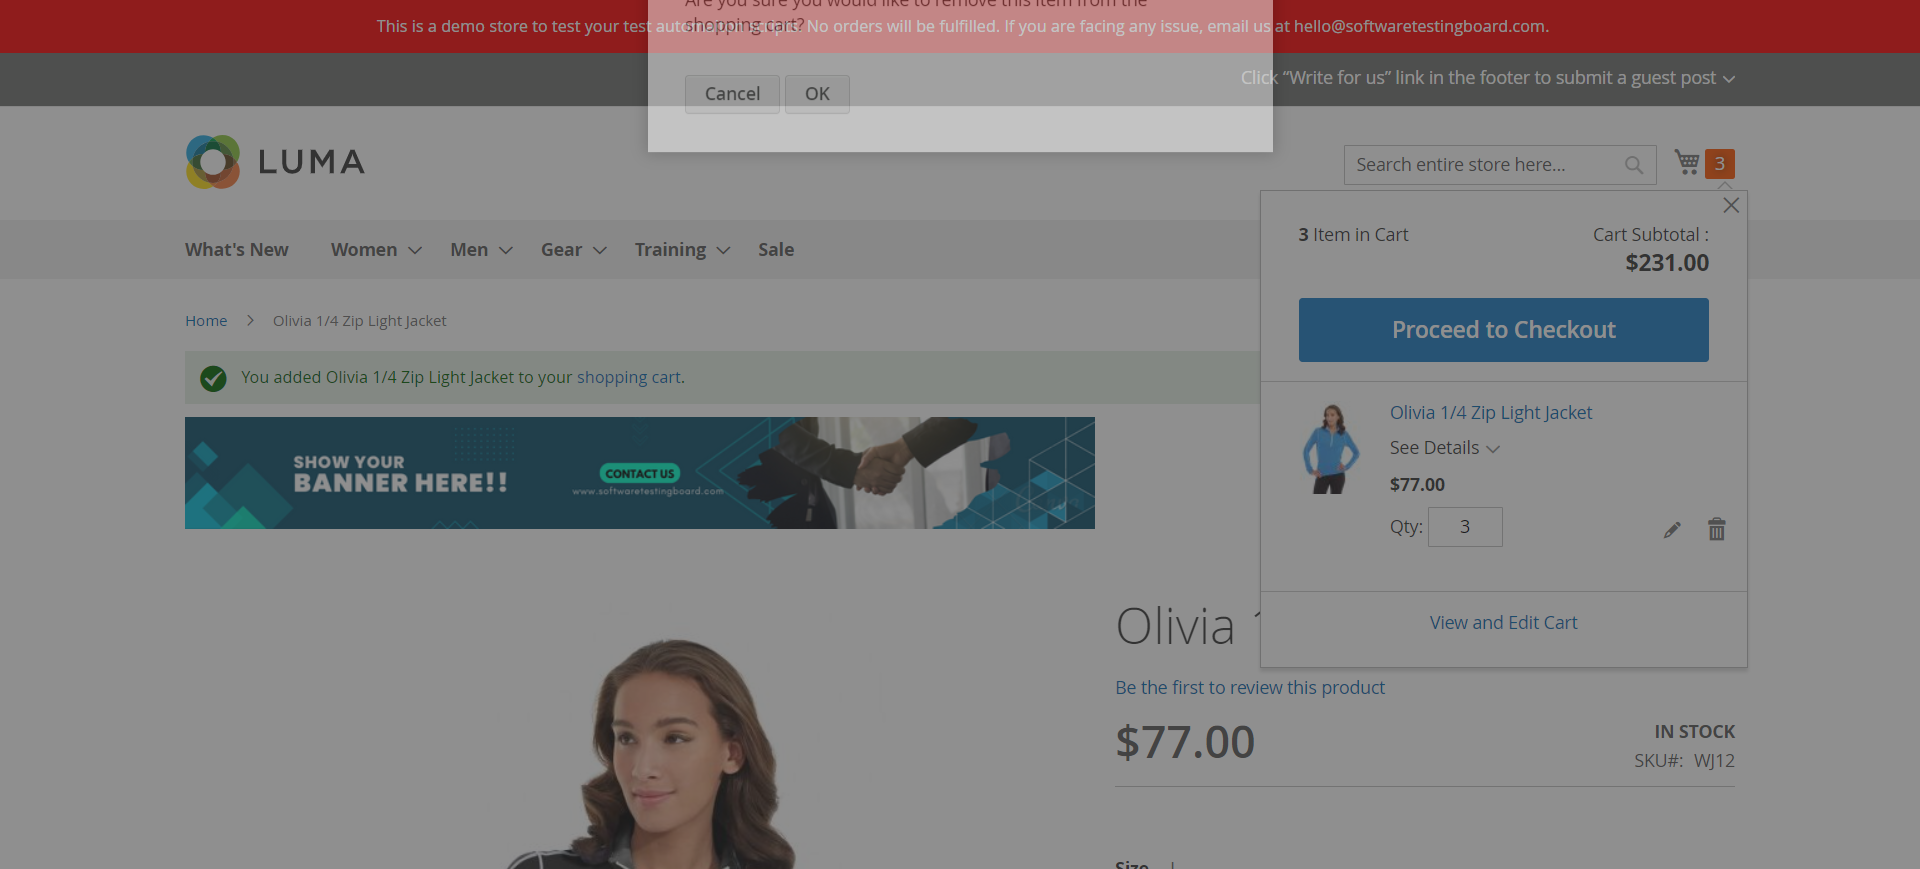 Are you sure you would like to remove this item from the
shopping cart?
This is a demo store to test your test automation scripts. No orders will be fulfilled. If you are facing any issue, email us at hello@softwaretestingboard.com.
Cancel
OK
Click “Write for us” link in the footer to submit a guest post
LUMA
Search entire store here...
3
3 Item in Cart
Cart Subtotal :
$231.00
What's New
Women
Men
Gear
Training
Sale
Proceed to Checkout
Home
Olivia 1/4 Zip Light Jacket
You added Olivia 1/4 Zip Light Jacket to your shopping cart.
SHOW YOUR
BANNER HERE!!
CONTACT US
www.softwaretestingboard.com
Olivia 1/4 Zip Light Jacket
See Details
$77.00
Qty: 3
View and Edit Cart
Olivia
Be the first to review this product
$77.00
IN STOCK
SKU#: WJ12
Size